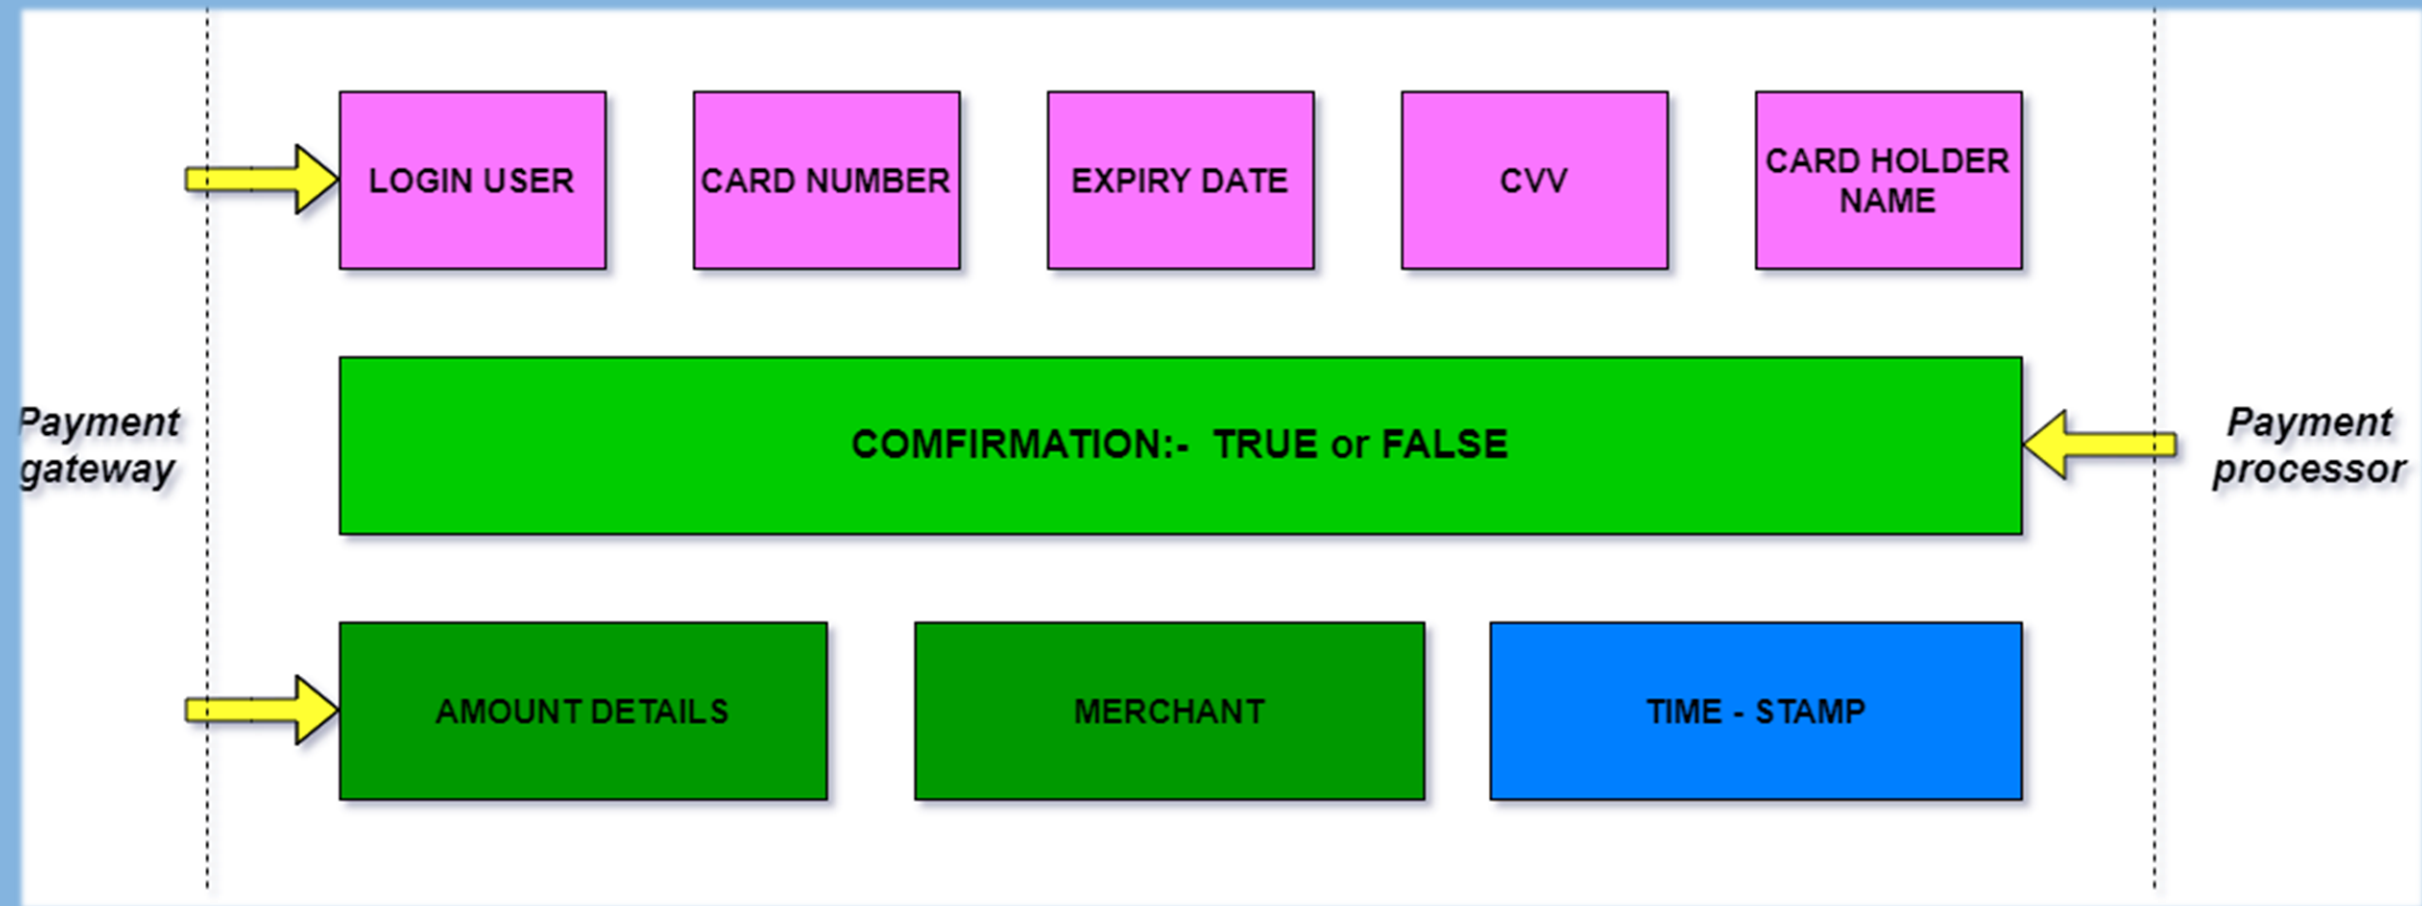 LOGIN USER
CARD NUMBER
EXPIRY DATE
CVV
CARD HOLDER
NAME
Payment
gateway
COMFIRMATION:-  TRUE or FALSE
Payment
processor
AMOUNT DETAILS
MERCHANT
TIME - STAMP